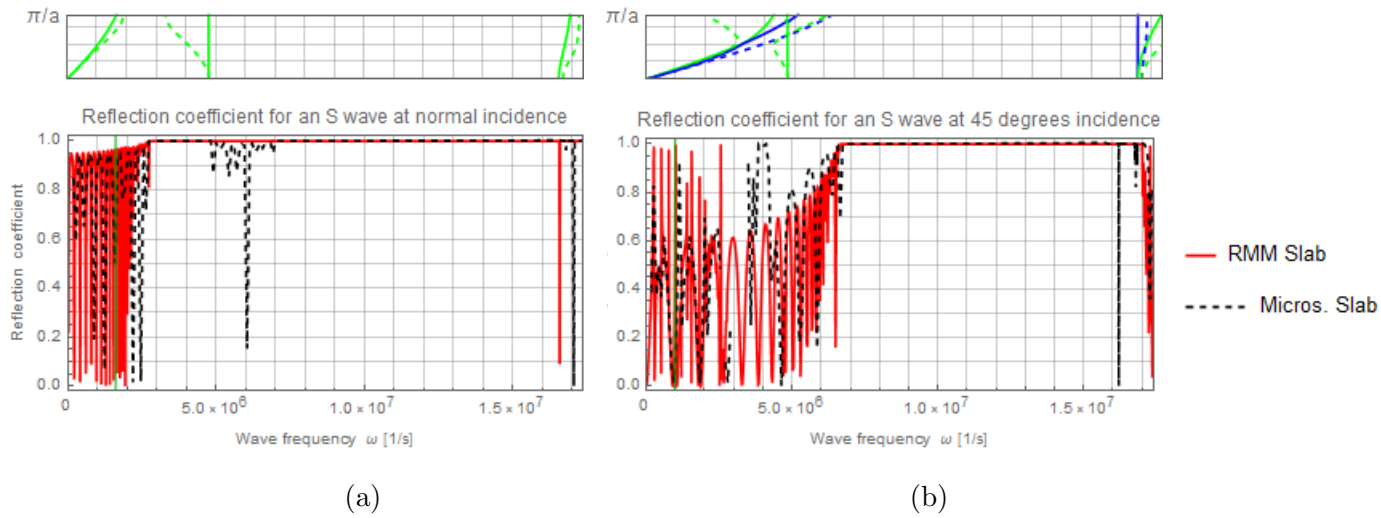 π/a
π/a
Reflection coefficient for an S wave at normal incidence
Reflection coefficient for an S wave at 45 degrees incidence
Reflection coefficient
1.0
0.8
0.6
0.4
0.2
0.0
0
5.0 × 10⁶
1.0 × 10⁷
1.5 × 10⁷
Wave frequency ω [1/s]
1.0
0.8
0.6
0.4
0.2
0.0
0
5.0 × 10⁶
1.0 × 10⁷
1.5 × 10⁷
Wave frequency ω [1/s]
RMM Slab
Micros. Slab
(a)
(b)